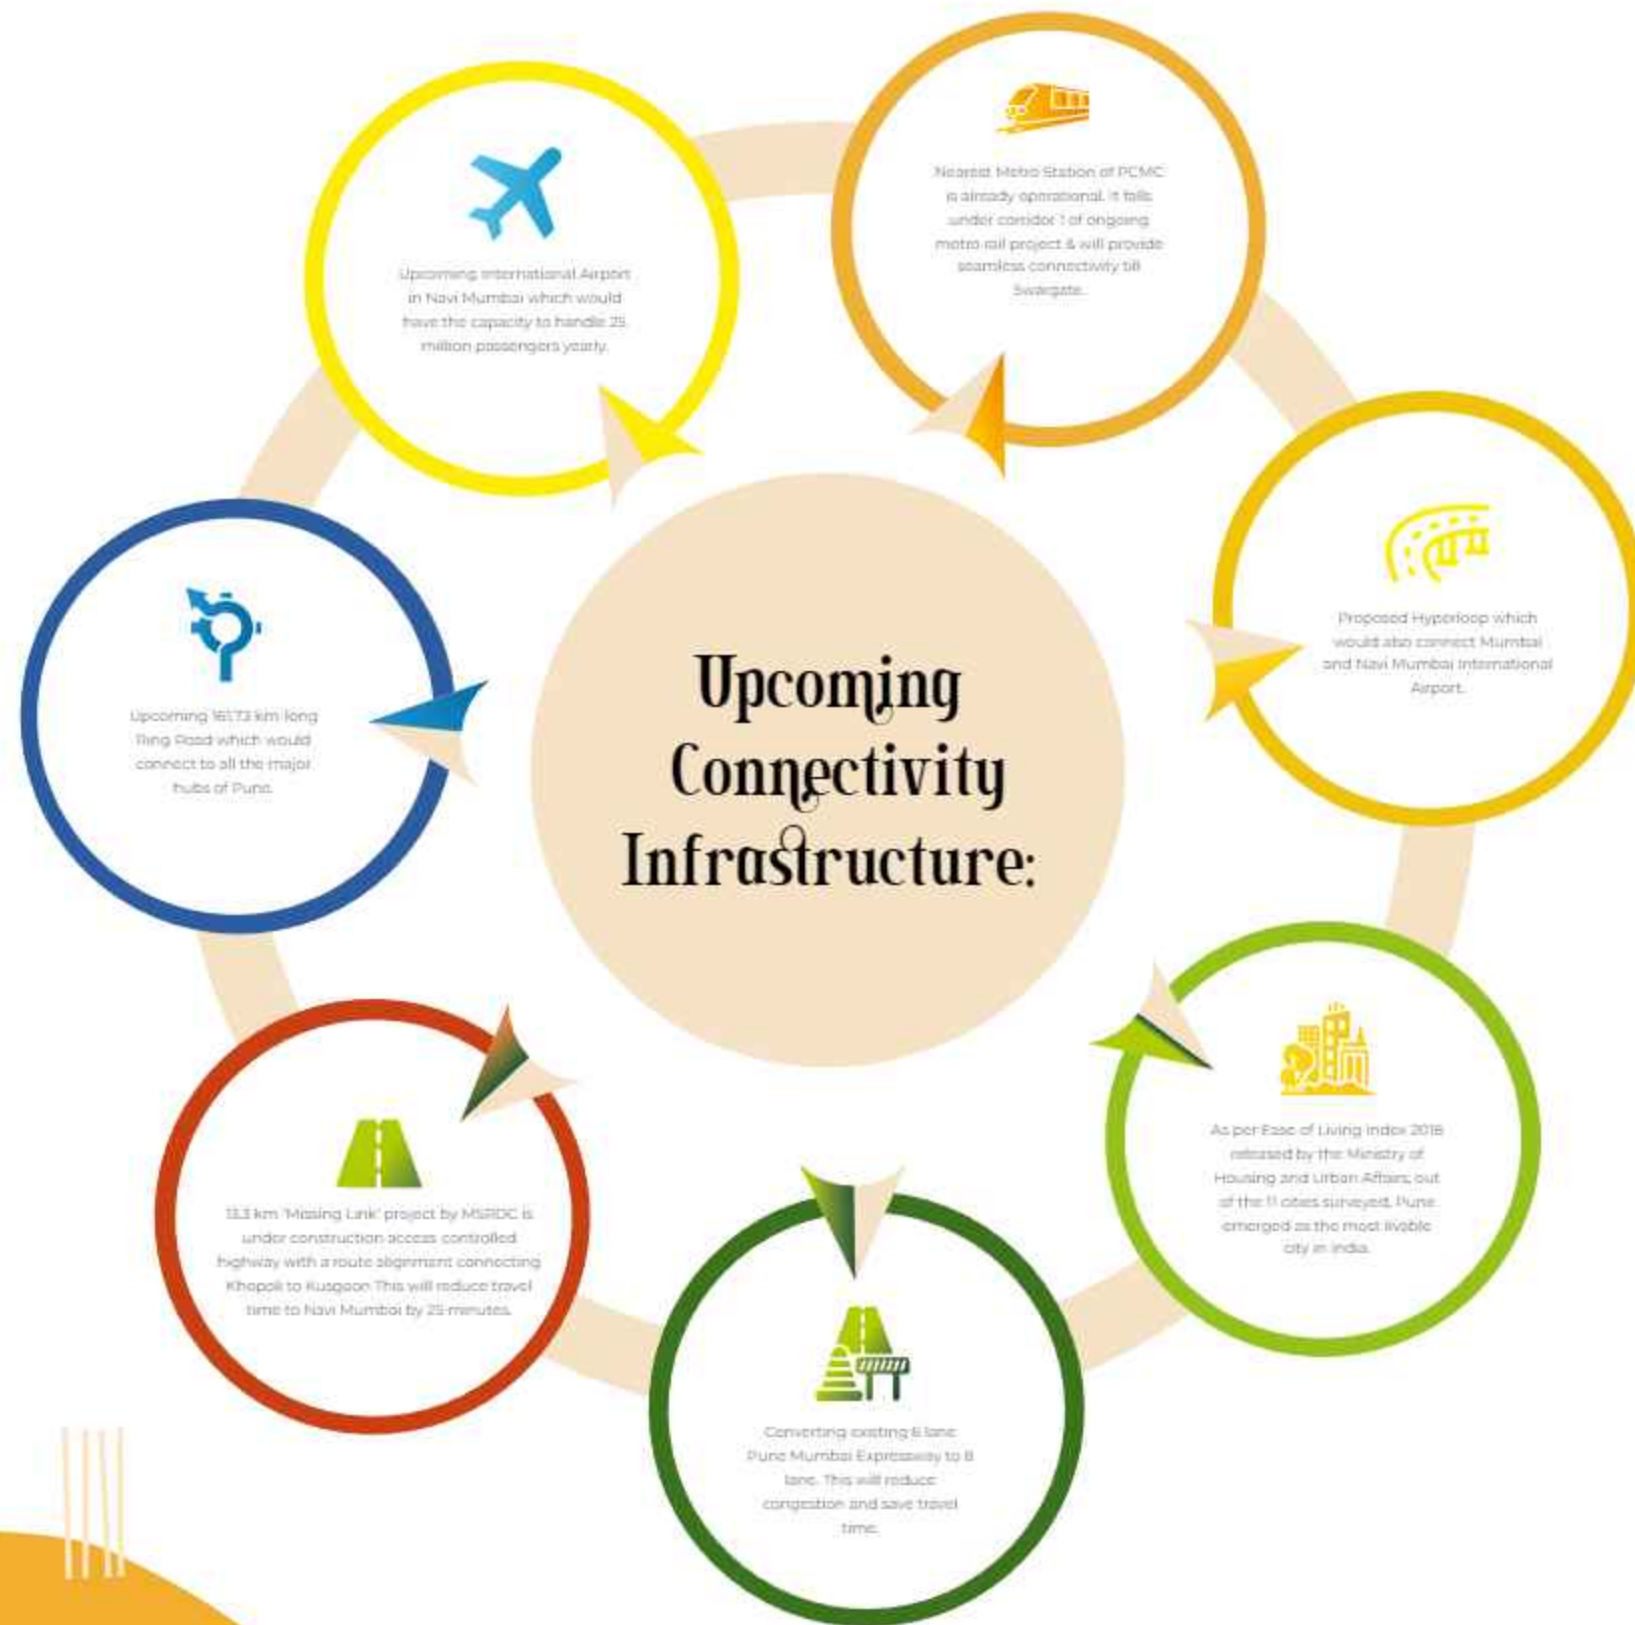 Upcoming
Connectivity
Infrastructure:
Nearest Metro Station of PCMC
is already operational. It falls
under corridor 1 of ongoing
metro rail project & will provide
seamless connectivity till
Swargate.
Proposed Hyperloop which
would also connect Mumbai
and Navi Mumbai International
Airport.
As per Ease of Living Index 2018
released by the Ministry of
Housing and Urban Affairs, out
of the 11 cities surveyed, Pune
emerged as the most livable
city in India.
Converting existing 6 lane
Pune Mumbai Expressway to 8
lane. This will reduce
congestion and save travel
time.
13.3 km 'Missing Link' project by MSRDC is
under construction access controlled
highway with a route alignment connecting
Khopoli to Kusgaon This will reduce travel
time to Navi Mumbai by 25 minutes.
Upcoming 161.73 km long
Ring Road which would
connect to all the major
hubs of Pune.
Upcoming International Airport
in Navi Mumbai which would
have the capacity to handle 25
million passengers yearly.